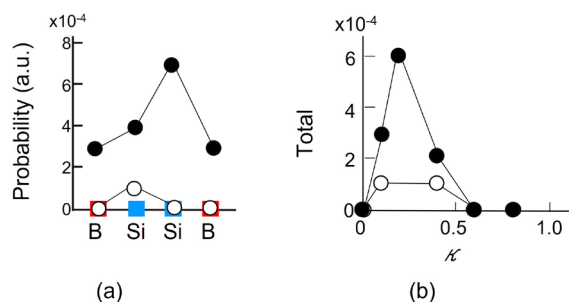 x10-4
8
6
4
2
0
Probability (a.u.)
B Si Si B
(a)
x10-4
6
4
2
0
Total
0 0.5 1.0
κ
(b)